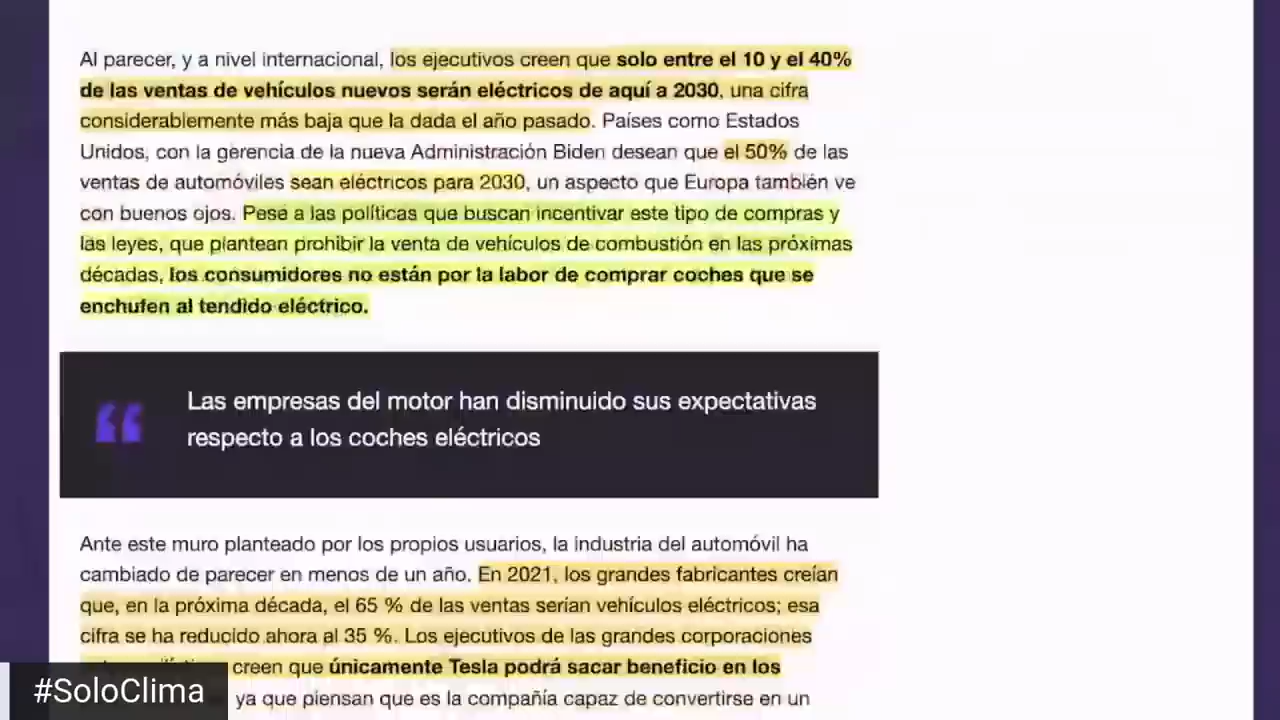 Al parecer, y a nivel internacional, los ejecutivos creen que solo entre el 10 y el 40%
de las ventas de vehículos nuevos serán eléctricos de aquí a 2030, una cifra
considerablemente más baja que la dada el año pasado. Países como Estados
Unidos, con la gerencia de la nueva Administración Biden desean que el 50% de las
ventas de automóviles sean eléctricos para 2030, un aspecto que Europa también ve
con buenos ojos. Pese a las políticas que buscan incentivar este tipo de compras y
las leyes, que plantean prohibir la venta de vehículos de combustión en las próximas
décadas, los consumidores no están por la labor de comprar coches que se
enchufen al tendido eléctrico.
“
Las empresas del motor han disminuido sus expectativas
respecto a los coches eléctricos
Ante este muro planteado por los propios usuarios, la industria del automóvil ha
cambiado de parecer en menos de un año. En 2021, los grandes fabricantes creían
que, en la próxima década, el 65 % de las ventas serían vehículos eléctricos; esa
cifra se ha reducido ahora al 35 %. Los ejecutivos de las grandes corporaciones
creen que únicamente Tesla podrá sacar beneficio en los
ya que piensan que es la compañía capaz de convertirse en un
#SoloClima